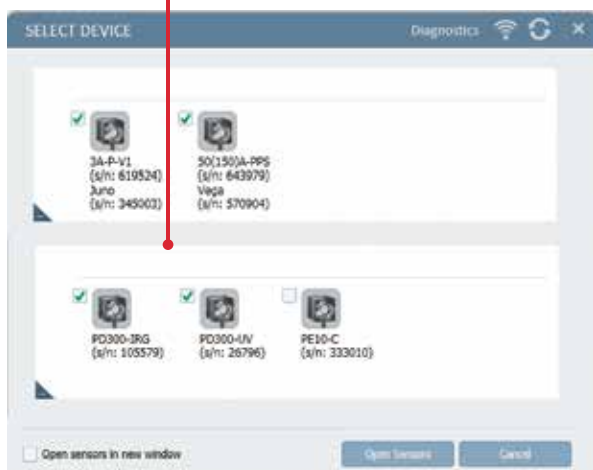 SELECT DEVICE Diagnostics
3A-P-V1
(s/n: 619524)
Juno
(s/n: 345003)
50(150)A-PPS
(s/n: 643979)
Vega
(s/n: 570904)
PD300-IRG
(s/n: 105579)
PD300-UV
(s/n: 26796)
PE10-C
(s/n: 333010)
Open sensors in new window
Open Sensors
Cancel